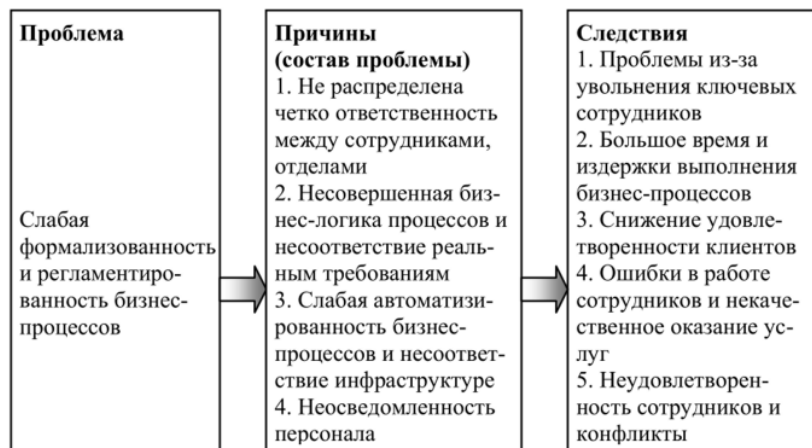 Проблема
Слабая
формализованность
и регламентиро-
ванность бизнес-
процессов
Причины
(состав проблемы)
1. Не распределена
четко ответственность
между сотрудниками,
отделами
2. Несовершенная биз-
нес-логика процессов и
несоответствие реаль-
ным требованиям
3. Слабая автоматизи-
рованность бизнес-
процессов и несоответ-
ствие инфраструктуре
4. Неосведомленность
персонала
Следствия
1. Проблемы из-за
увольнения ключевых
сотрудников
2. Большое время и
издержки выполнения
бизнес-процессов
3. Снижение удовле-
творенности клиентов
4. Ошибки в работе
сотрудников и некаче-
ственное оказание ус-
луг
5. Неудовлетворен-
ность сотрудников и
конфликты